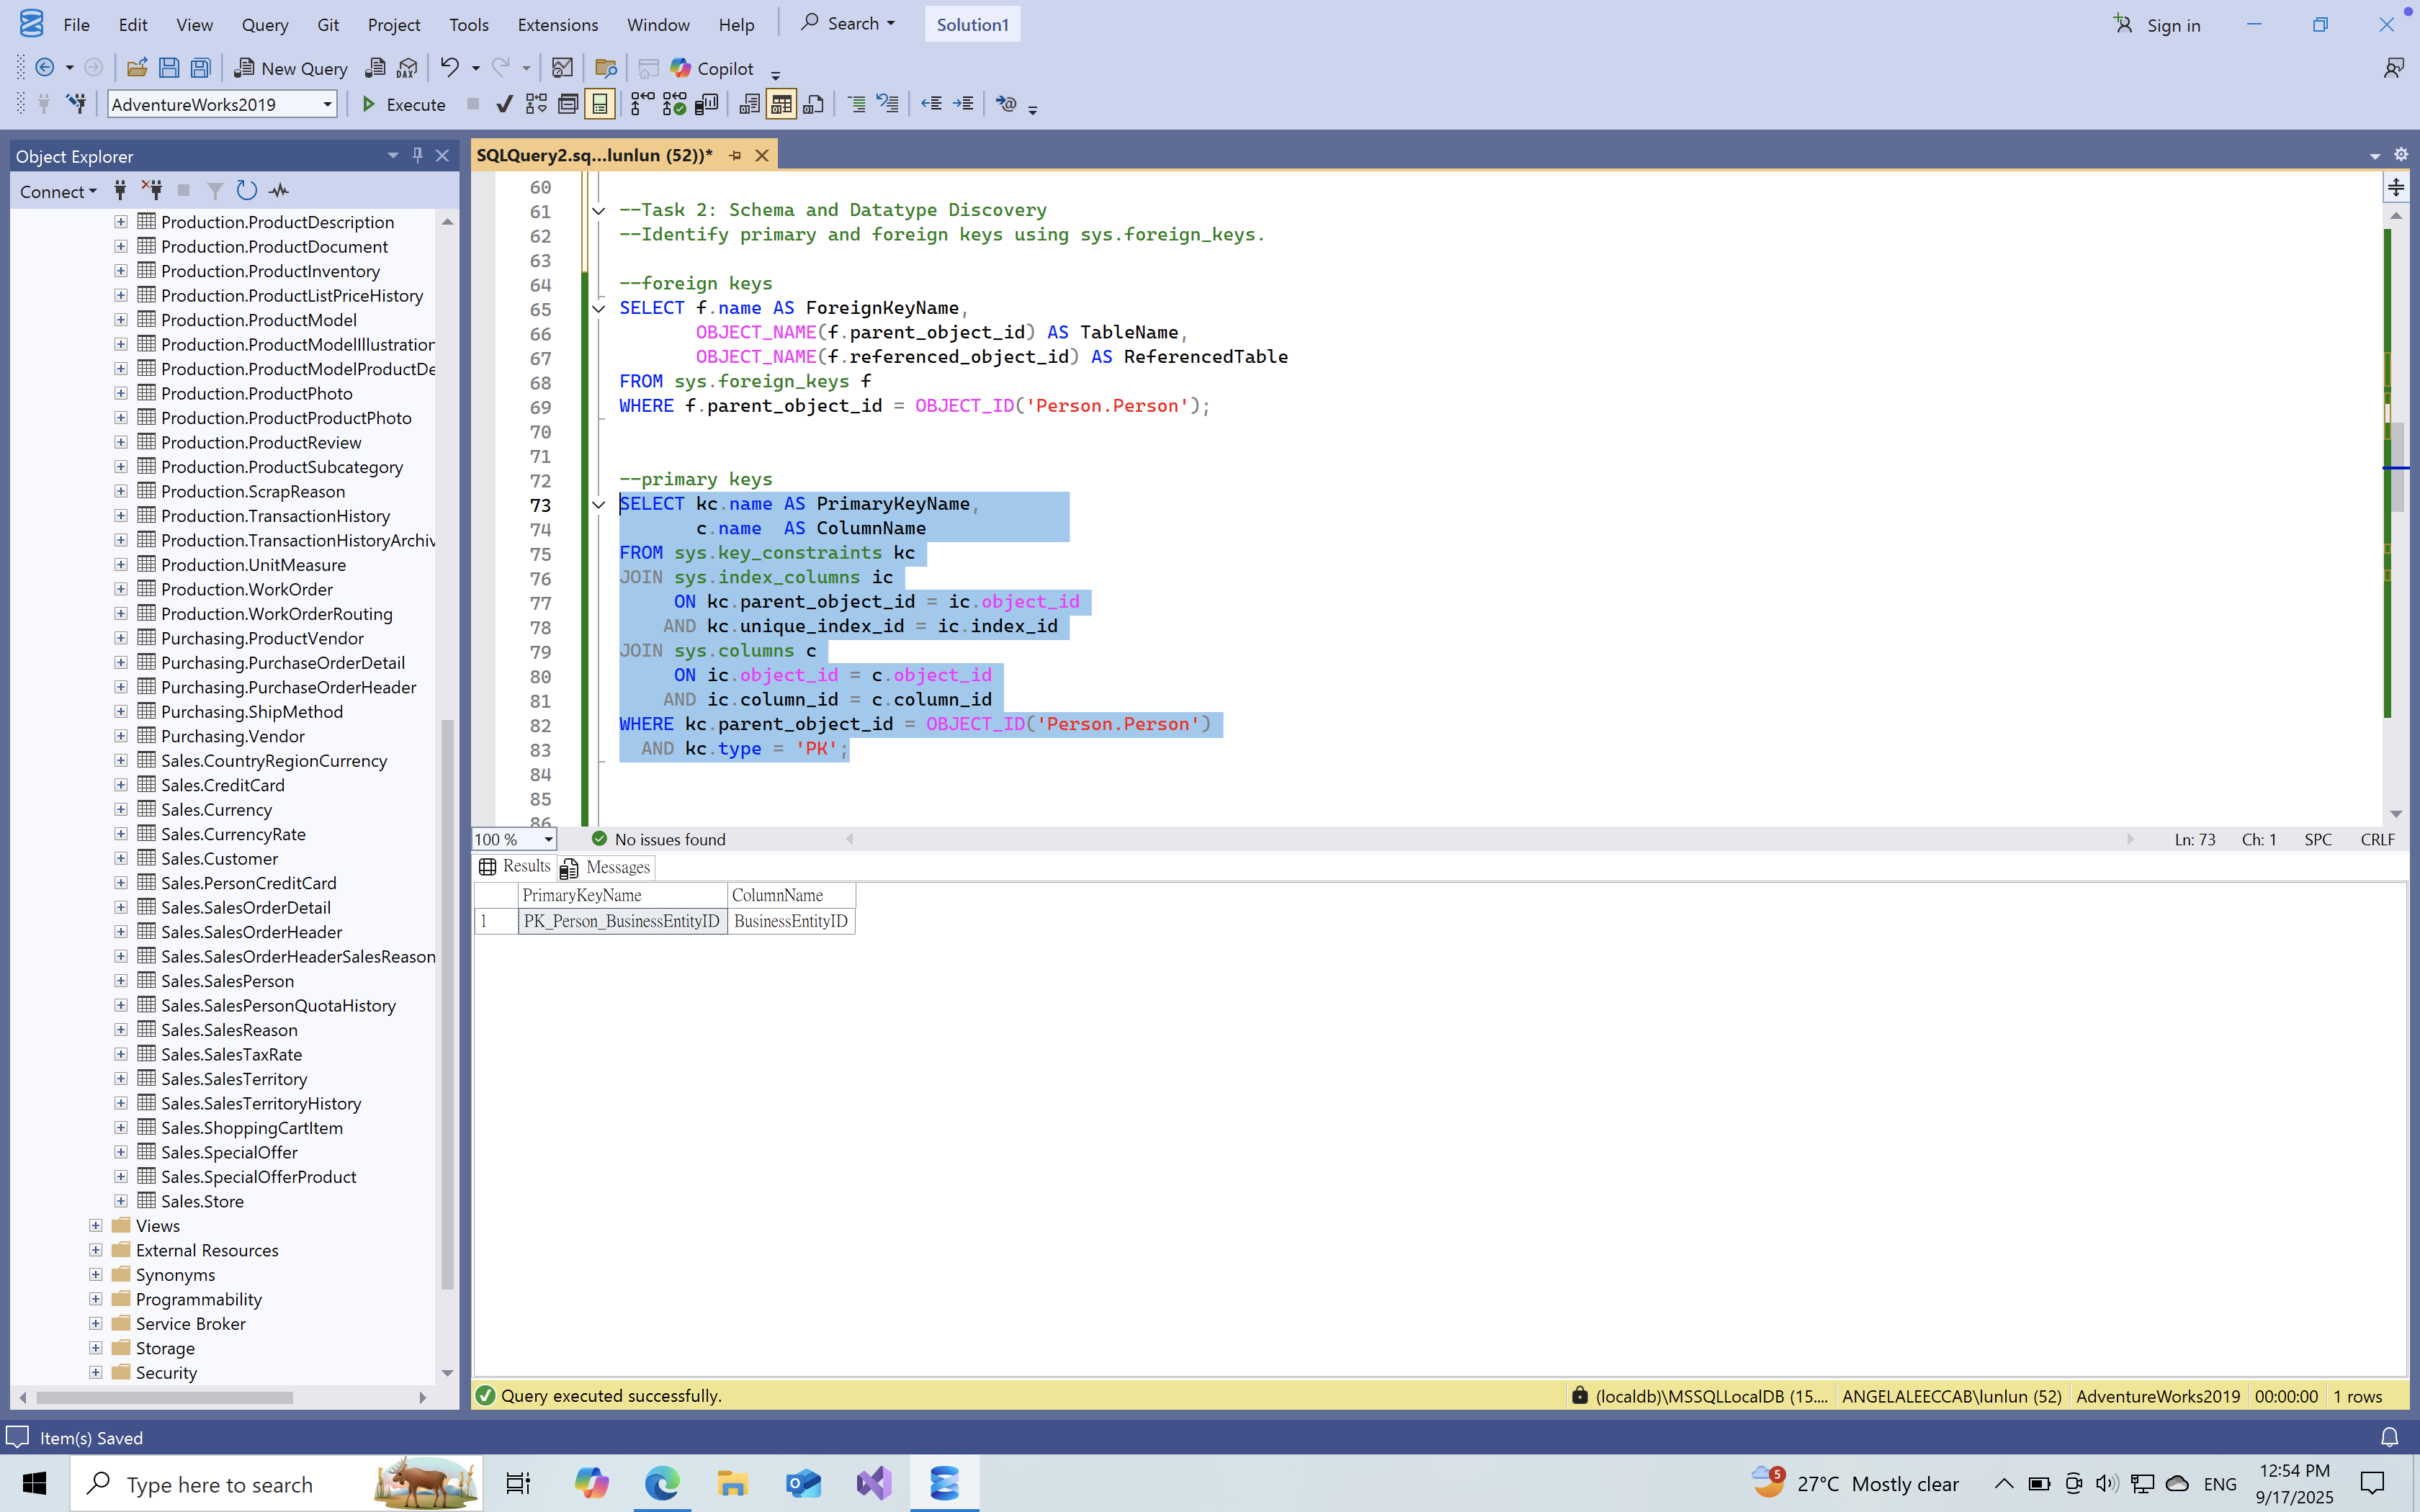 File Edit View Query Git Project Tools Extensions Window Help Search Solution1 Sign in
New Query DAX Copilot
AdventureWorks2019 Execute
Object Explorer
Connect
Production.ProductDescription
Production.ProductDocument
Production.ProductInventory
Production.ProductListPriceHistory
Production.ProductModel
Production.ProductModelIllustration
Production.ProductModelProductDe
Production.ProductPhoto
Production.ProductProductPhoto
Production.ProductReview
Production.ProductSubcategory
Production.ScrapReason
Production.TransactionHistory
Production.TransactionHistoryArchiv
Production.UnitMeasure
Production.WorkOrder
Production.WorkOrderRouting
Purchasing.ProductVendor
Purchasing.PurchaseOrderDetail
Purchasing.PurchaseOrderHeader
Purchasing.ShipMethod
Purchasing.Vendor
Sales.CountryRegionCurrency
Sales.CreditCard
Sales.Currency
Sales.CurrencyRate
Sales.Customer
Sales.PersonCreditCard
Sales.SalesOrderDetail
Sales.SalesOrderHeader
Sales.SalesOrderHeaderSalesReason
Sales.SalesPerson
Sales.SalesPersonQuotaHistory
Sales.SalesReason
Sales.SalesTaxRate
Sales.SalesTerritory
Sales.SalesTerritoryHistory
Sales.ShoppingCartItem
Sales.SpecialOffer
Sales.SpecialOfferProduct
Sales.Store
Views
External Resources
Synonyms
Programmability
Service Broker
Storage
Security
SQLQuery2.sq...lunlun (52))*
60
61 --Task 2: Schema and Datatype Discovery
62 --Identify primary and foreign keys using sys.foreign_keys.
63
64 --foreign keys
65 SELECT f.name AS ForeignKeyName,
66 OBJECT_NAME(f.parent_object_id) AS TableName,
67 OBJECT_NAME(f.referenced_object_id) AS ReferencedTable
68 FROM sys.foreign_keys f
69 WHERE f.parent_object_id = OBJECT_ID('Person.Person');
70
71
72 --primary keys
73 SELECT kc.name AS PrimaryKeyName,
74 c.name AS ColumnName
75 FROM sys.key_constraints kc
76 JOIN sys.index_columns ic
77 ON kc.parent_object_id = ic.object_id
78 AND kc.unique_index_id = ic.index_id
79 JOIN sys.columns c
80 ON ic.object_id = c.object_id
81 AND ic.column_id = c.column_id
82 WHERE kc.parent_object_id = OBJECT_ID('Person.Person')
83 AND kc.type = 'PK';
84
85
86
100 % No issues found Ln: 73 Ch: 1 SPC CRLF
Results Messages
PrimaryKeyName ColumnName
1 PK_Person_BusinessEntityID BusinessEntityID
Query executed successfully. (localdb)\MSSQLLocalDB (15.... ANGELALEECCAB\lunlun (52) AdventureWorks2019 00:00:00 1 rows
Item(s) Saved
Type here to search 5 27°C Mostly clear ENG 12:54 PM
9/17/2025